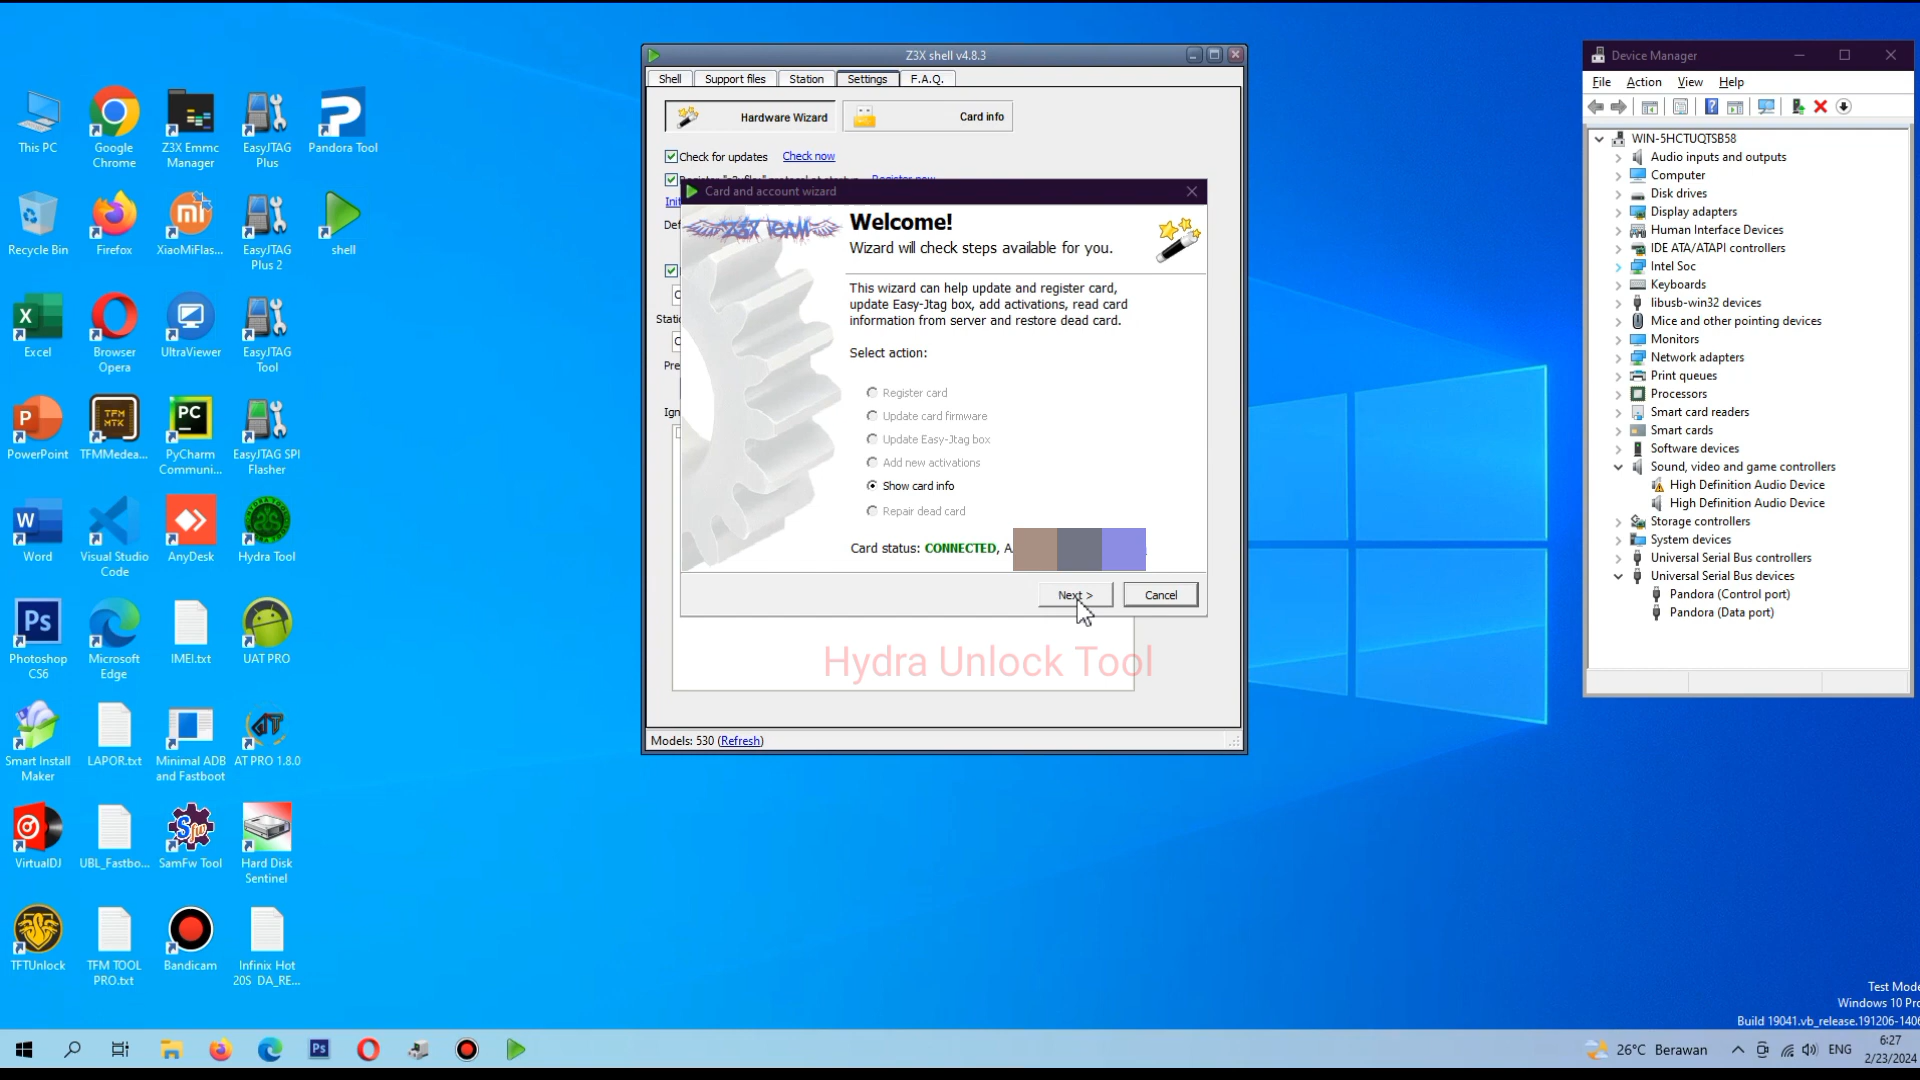 This PC
Google
Chrome
Z3X Emmc
Manager
EasyJTAG
Plus
Pandora Tool
Recycle Bin
Firefox
XiaoMiFlas...
EasyJTAG
Plus 2
shell
Excel
Browser
Opera
UltraViewer
EasyJTAG
Tool
PowerPoint
TFM
MTK
TFMMedea...
PC
PyCharm
Communi...
EasyJTAG SPI
Flasher
Word
Visual Studio
Code
AnyDesk
Hydra Tool
Ps
Photoshop
CS6
Microsoft
Edge
IMEI.txt
UAT PRO
Smart Install
Maker
LAPOR.txt
Minimal ADB
and Fastboot
AT PRO 1.8.0
VirtualDJ
UBL_Fastbo...
SamFw Tool
Hard Disk
Sentinel
TFTUnlock
TFM TOOL
PRO.txt
Bandicam
Infinix Hot
20S DA_RE...
Z3X shell v4.8.3
Shell
Support files
Station
Settings
F.A.Q.
Hardware Wizard
Card info
Check for updates
Check now
Card and account wizard
Z3X TEAM
Welcome!
Wizard will check steps available for you.
This wizard can help update and register card,
update Easy-Jtag box, add activations, read card
information from server and restore dead card.
Select action:
Register card
Update card firmware
Update Easy-Jtag box
Add new activations
Show card info
Repair dead card
Card status: CONNECTED, A
Next >
Cancel
Hydra Unlock Tool
Models: 530 (Refresh)
Device Manager
File
Action
View
Help
WIN-5HCTUQTSB58
Audio inputs and outputs
Computer
Disk drives
Display adapters
Human Interface Devices
IDE ATA/ATAPI controllers
Intel Soc
Keyboards
libusb-win32 devices
Mice and other pointing devices
Monitors
Network adapters
Print queues
Processors
Smart card readers
Smart cards
Software devices
Sound, video and game controllers
High Definition Audio Device
High Definition Audio Device
Storage controllers
System devices
Universal Serial Bus controllers
Universal Serial Bus devices
Pandora (Control port)
Pandora (Data port)
Test Mode
Windows 10 Pro
Build 19041.vb_release.191206-1406
Ps
26°C Berawan
ENG
6:27
2/23/2024